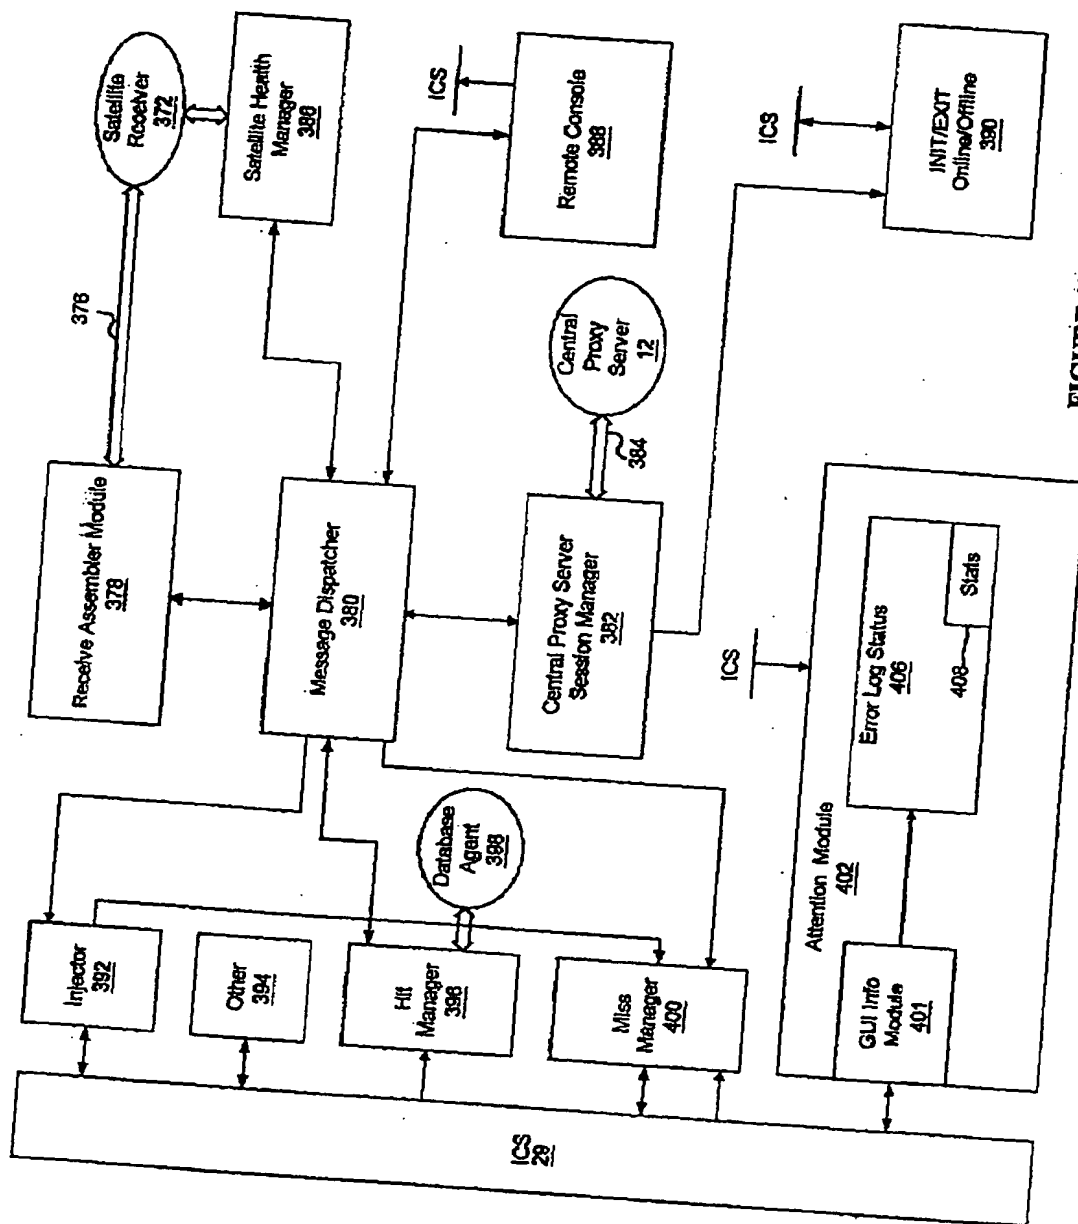 Satellite
Receiver
372
Satellite Health
Manager
386
376
Receive Assembler Module
378
ICS
Remote Console
388
Message Dispatcher
380
Central
Proxy
Server
12
384
Central Proxy Server
Session Manager
382
ICS
INIT/EXIT
Online/Offline
390
Injector
392
Other
394
Database
Agent
398
Hit
Manager
396
Miss
Manager
400
ICS
29
ICS
Attention Module
402
Error Log Status
406
Stats
408
GUI Info
Module
401